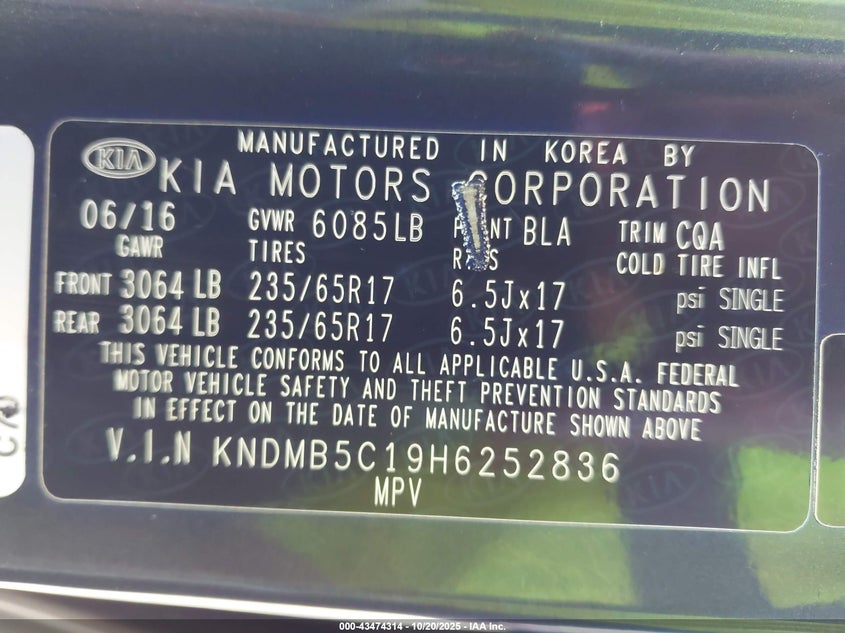 MANUFACTURED IN KOREA BY
KIA KIA MOTORS CORPORATION
06/16 GVWR 6085LB BLA TRIM CQA
GAWR TIRES COLD TIRE INFL
FRONT 3064 LB 235/65R17 6.5Jx17 psi SINGLE
REAR 3064 LB 235/65R17 6.5Jx17 psi SINGLE
THIS VEHICLE CONFORMS TO ALL APPLICABLE U.S.A. FEDERAL
MOTOR VEHICLE SAFETY AND THEFT PREVENTION STANDARDS
IN EFFECT ON THE DATE OF MANUFACTURE SHOWN ABOVE
V.I.N KNDMB5C19H6252836
MPV
000-43474314 - 10/20/2025 - IAA Inc.